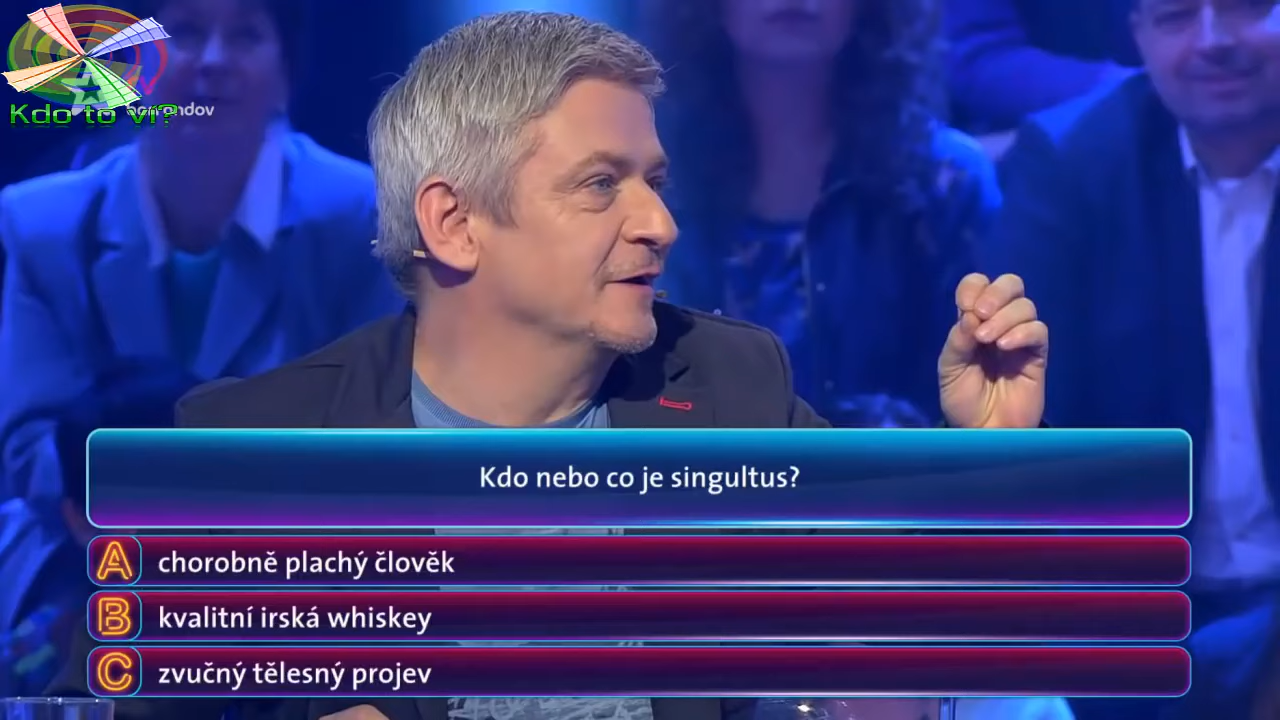 Kdo to ví?
Kdo nebo co je singultus?
A chorobně plachý člověk
B kvalitní irská whiskey
C zvučný tělesný projev